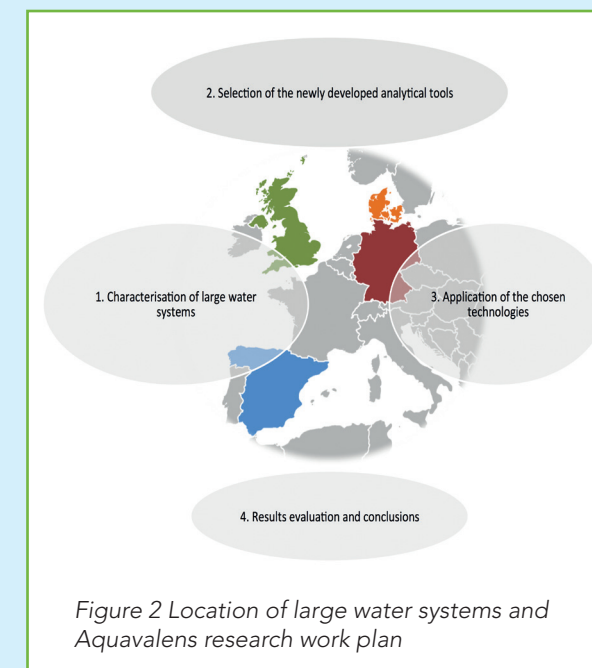 2. Selection of the newly developed analytical tools
1. Characterisation of large water
systems
3. Application of the chosen
technologies
4. Results evaluation and conclusions
Figure 2 Location of large water systems and
Aquavalens research work plan